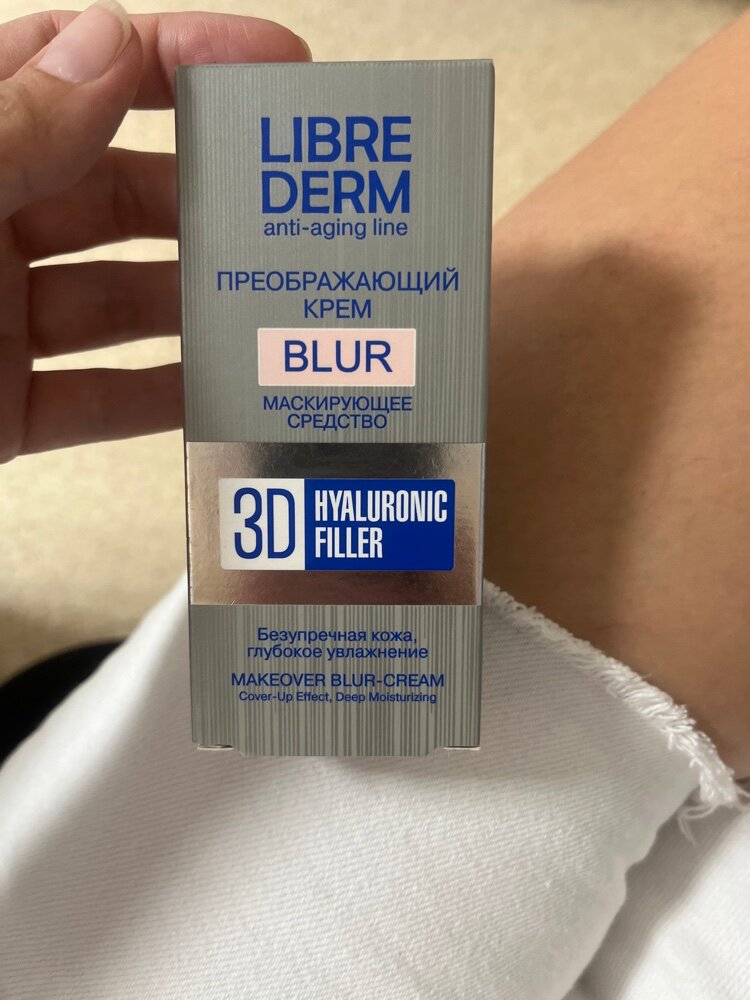 LIBRE
DERM
anti-aging line
ПРЕОБРАЖАЮЩИЙ
КРЕМ
BLUR
МАСКИРУЮЩЕЕ
СРЕДСТВО
3D HYALURONIC
FILLER
Безупречная кожа,
глубокое увлажнение
MAKEOVER BLUR-CREAM
Cover-Up Effect, Deep Moisturizing